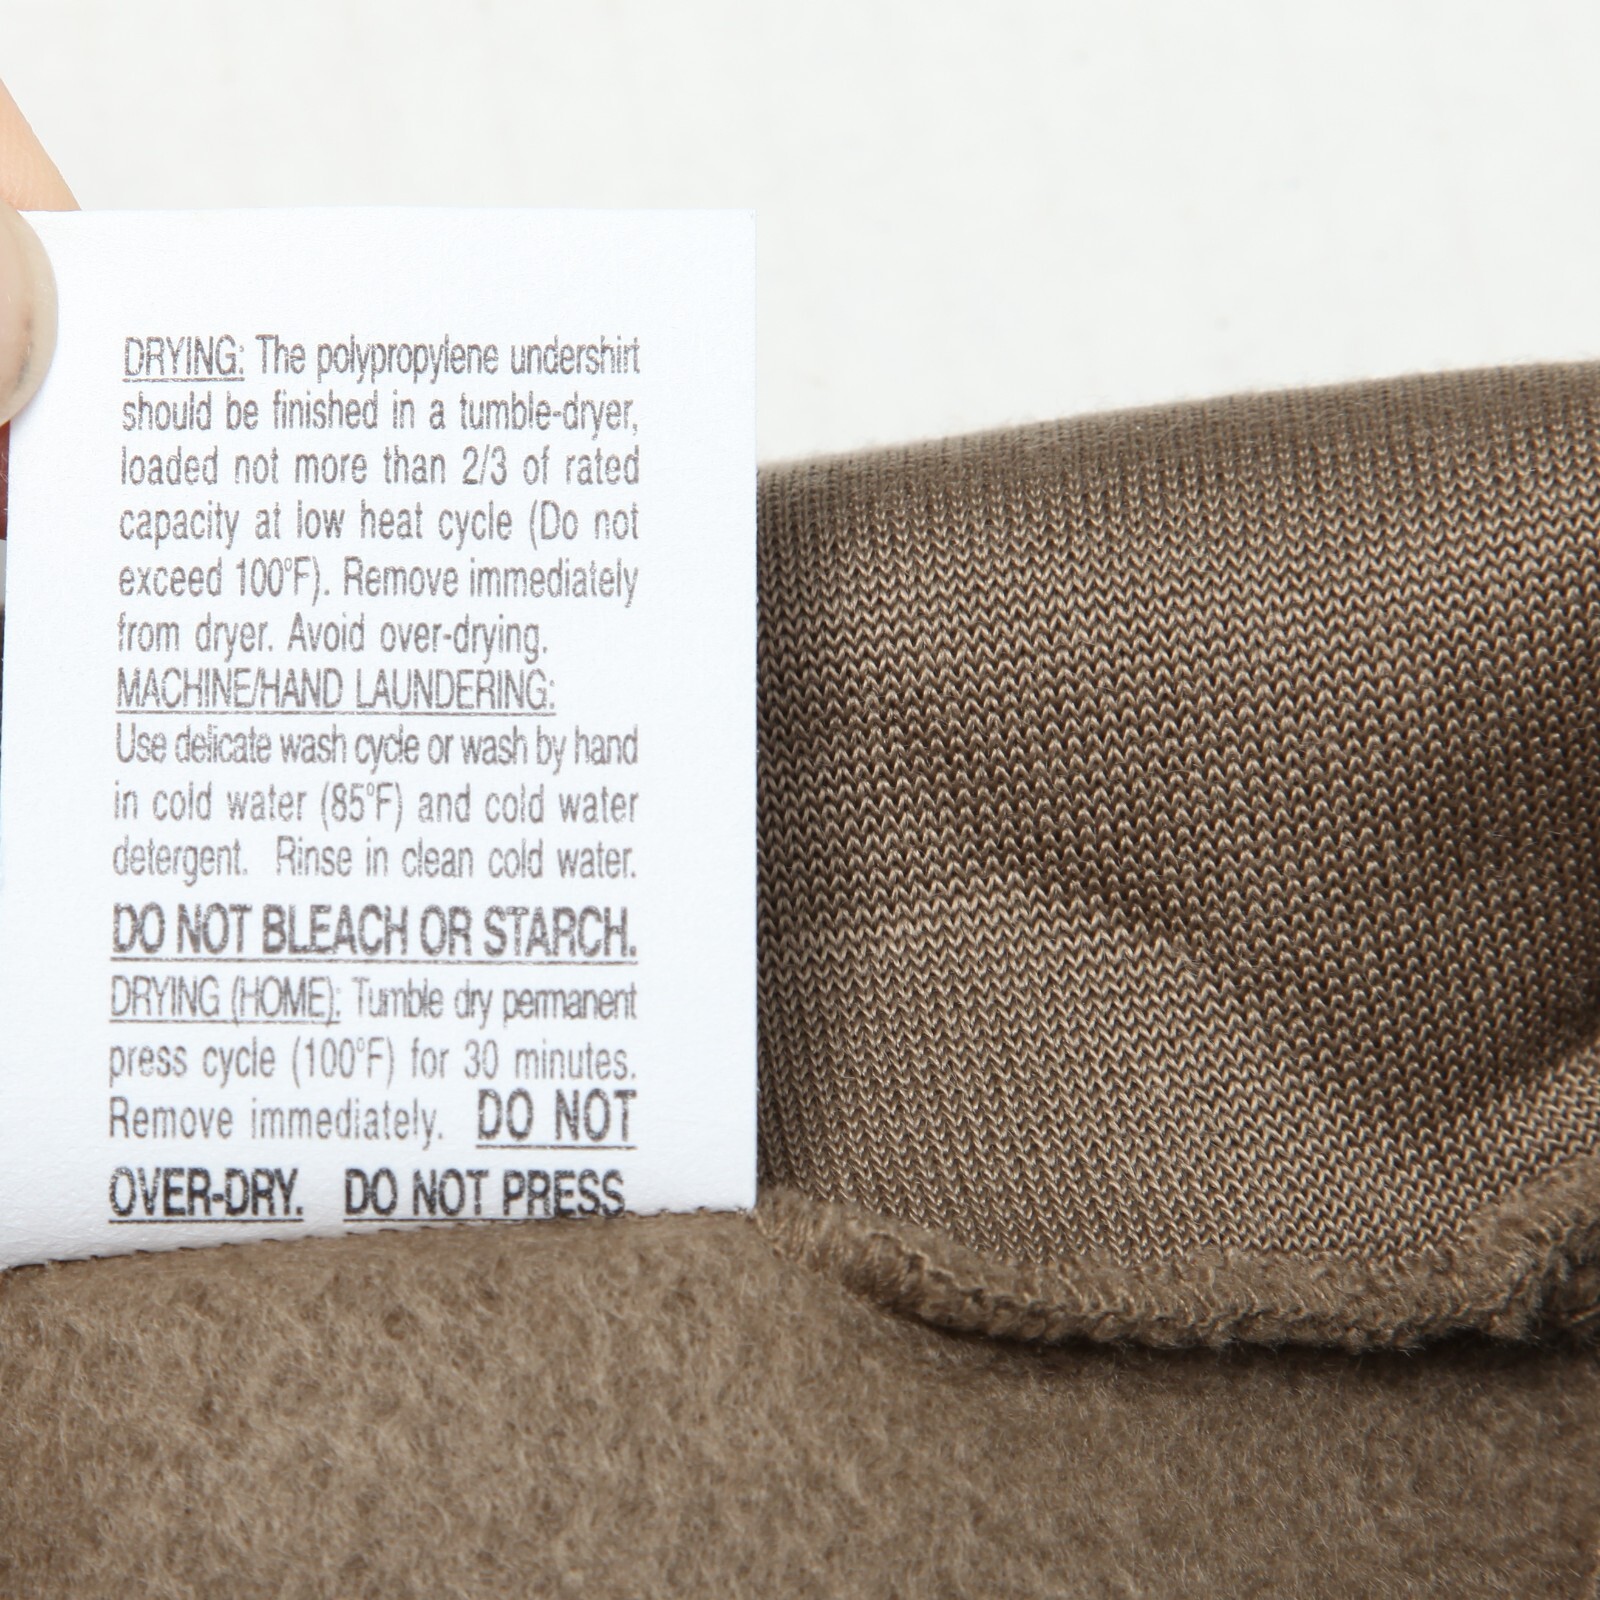 DRYING: The polypropylene undershirt
should be finished in a tumble-dryer,
loaded not more than 2/3 of rated
capacity at low heat cycle (Do not
exceed 100°F). Remove immediately
from dryer. Avoid over-drying.
MACHINE/HAND LAUNDERING:
Use delicate wash cycle or wash by hand
in cold water (85°F) and cold water
detergent. Rinse in clean cold water.
DO NOT BLEACH OR STARCH.
DRYING (HOME): Tumble dry permanent
press cycle (100°F) for 30 minutes.
Remove immediately. DO NOT
OVER-DRY. DO NOT PRESS.